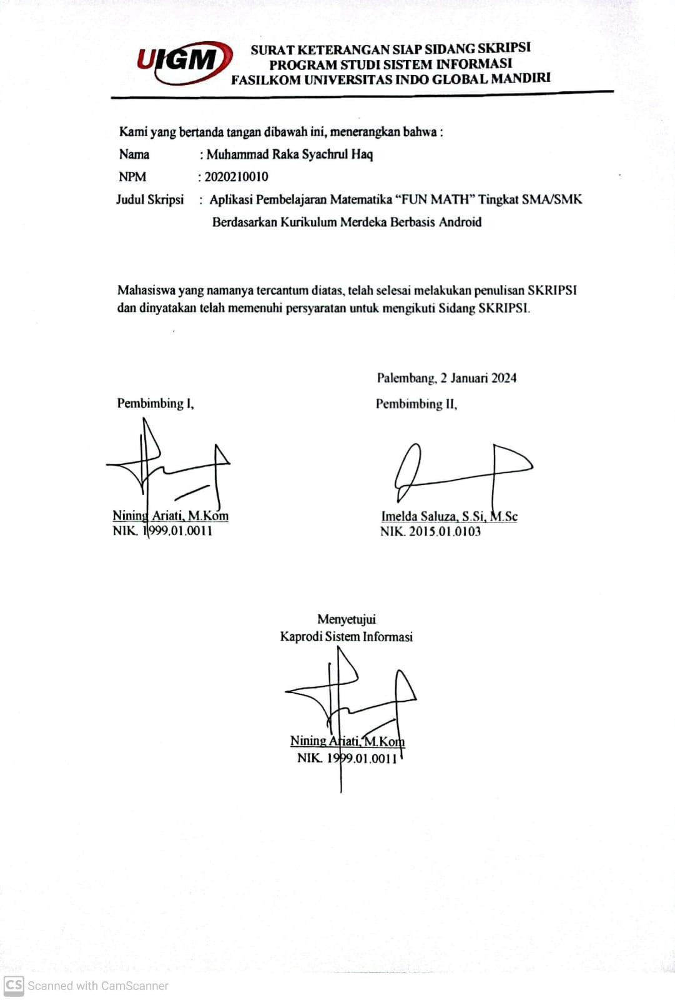 UIGM
SURAT KETERANGAN SIAP SIDANG SKRIPSI
PROGRAM STUDI SISTEM INFORMASI
FASILKOM UNIVERSITAS INDO GLOBAL MANDIRI
Kami yang bertanda tangan dibawah ini, menerangkan bahwa :
Nama : Muhammad Raka Syachrul Haq
NPM : 2020210010
Judul Skripsi : Aplikasi Pembelajaran Matematika “FUN MATH” Tingkat SMA/SMK
Berdasarkan Kurikulum Merdeka Berbasis Android
Mahasiswa yang namanya tercantum diatas, telah selesai melakukan penulisan SKRIPSI
dan dinyatakan telah memenuhi persyaratan untuk mengikuti Sidang SKRIPSI.
Palembang, 2 Januari 2024
Pembimbing I, Pembimbing II,
Nining Ariati, M.Kom Imelda Saluza, S.Si, M.Sc
NIK. 1999.01.0011 NIK. 2015.01.0103
Menyetujui
Kaprodi Sistem Informasi
Nining Ariati, M.Kom
NIK. 1999.01.0011
CS Scanned with CamScanner